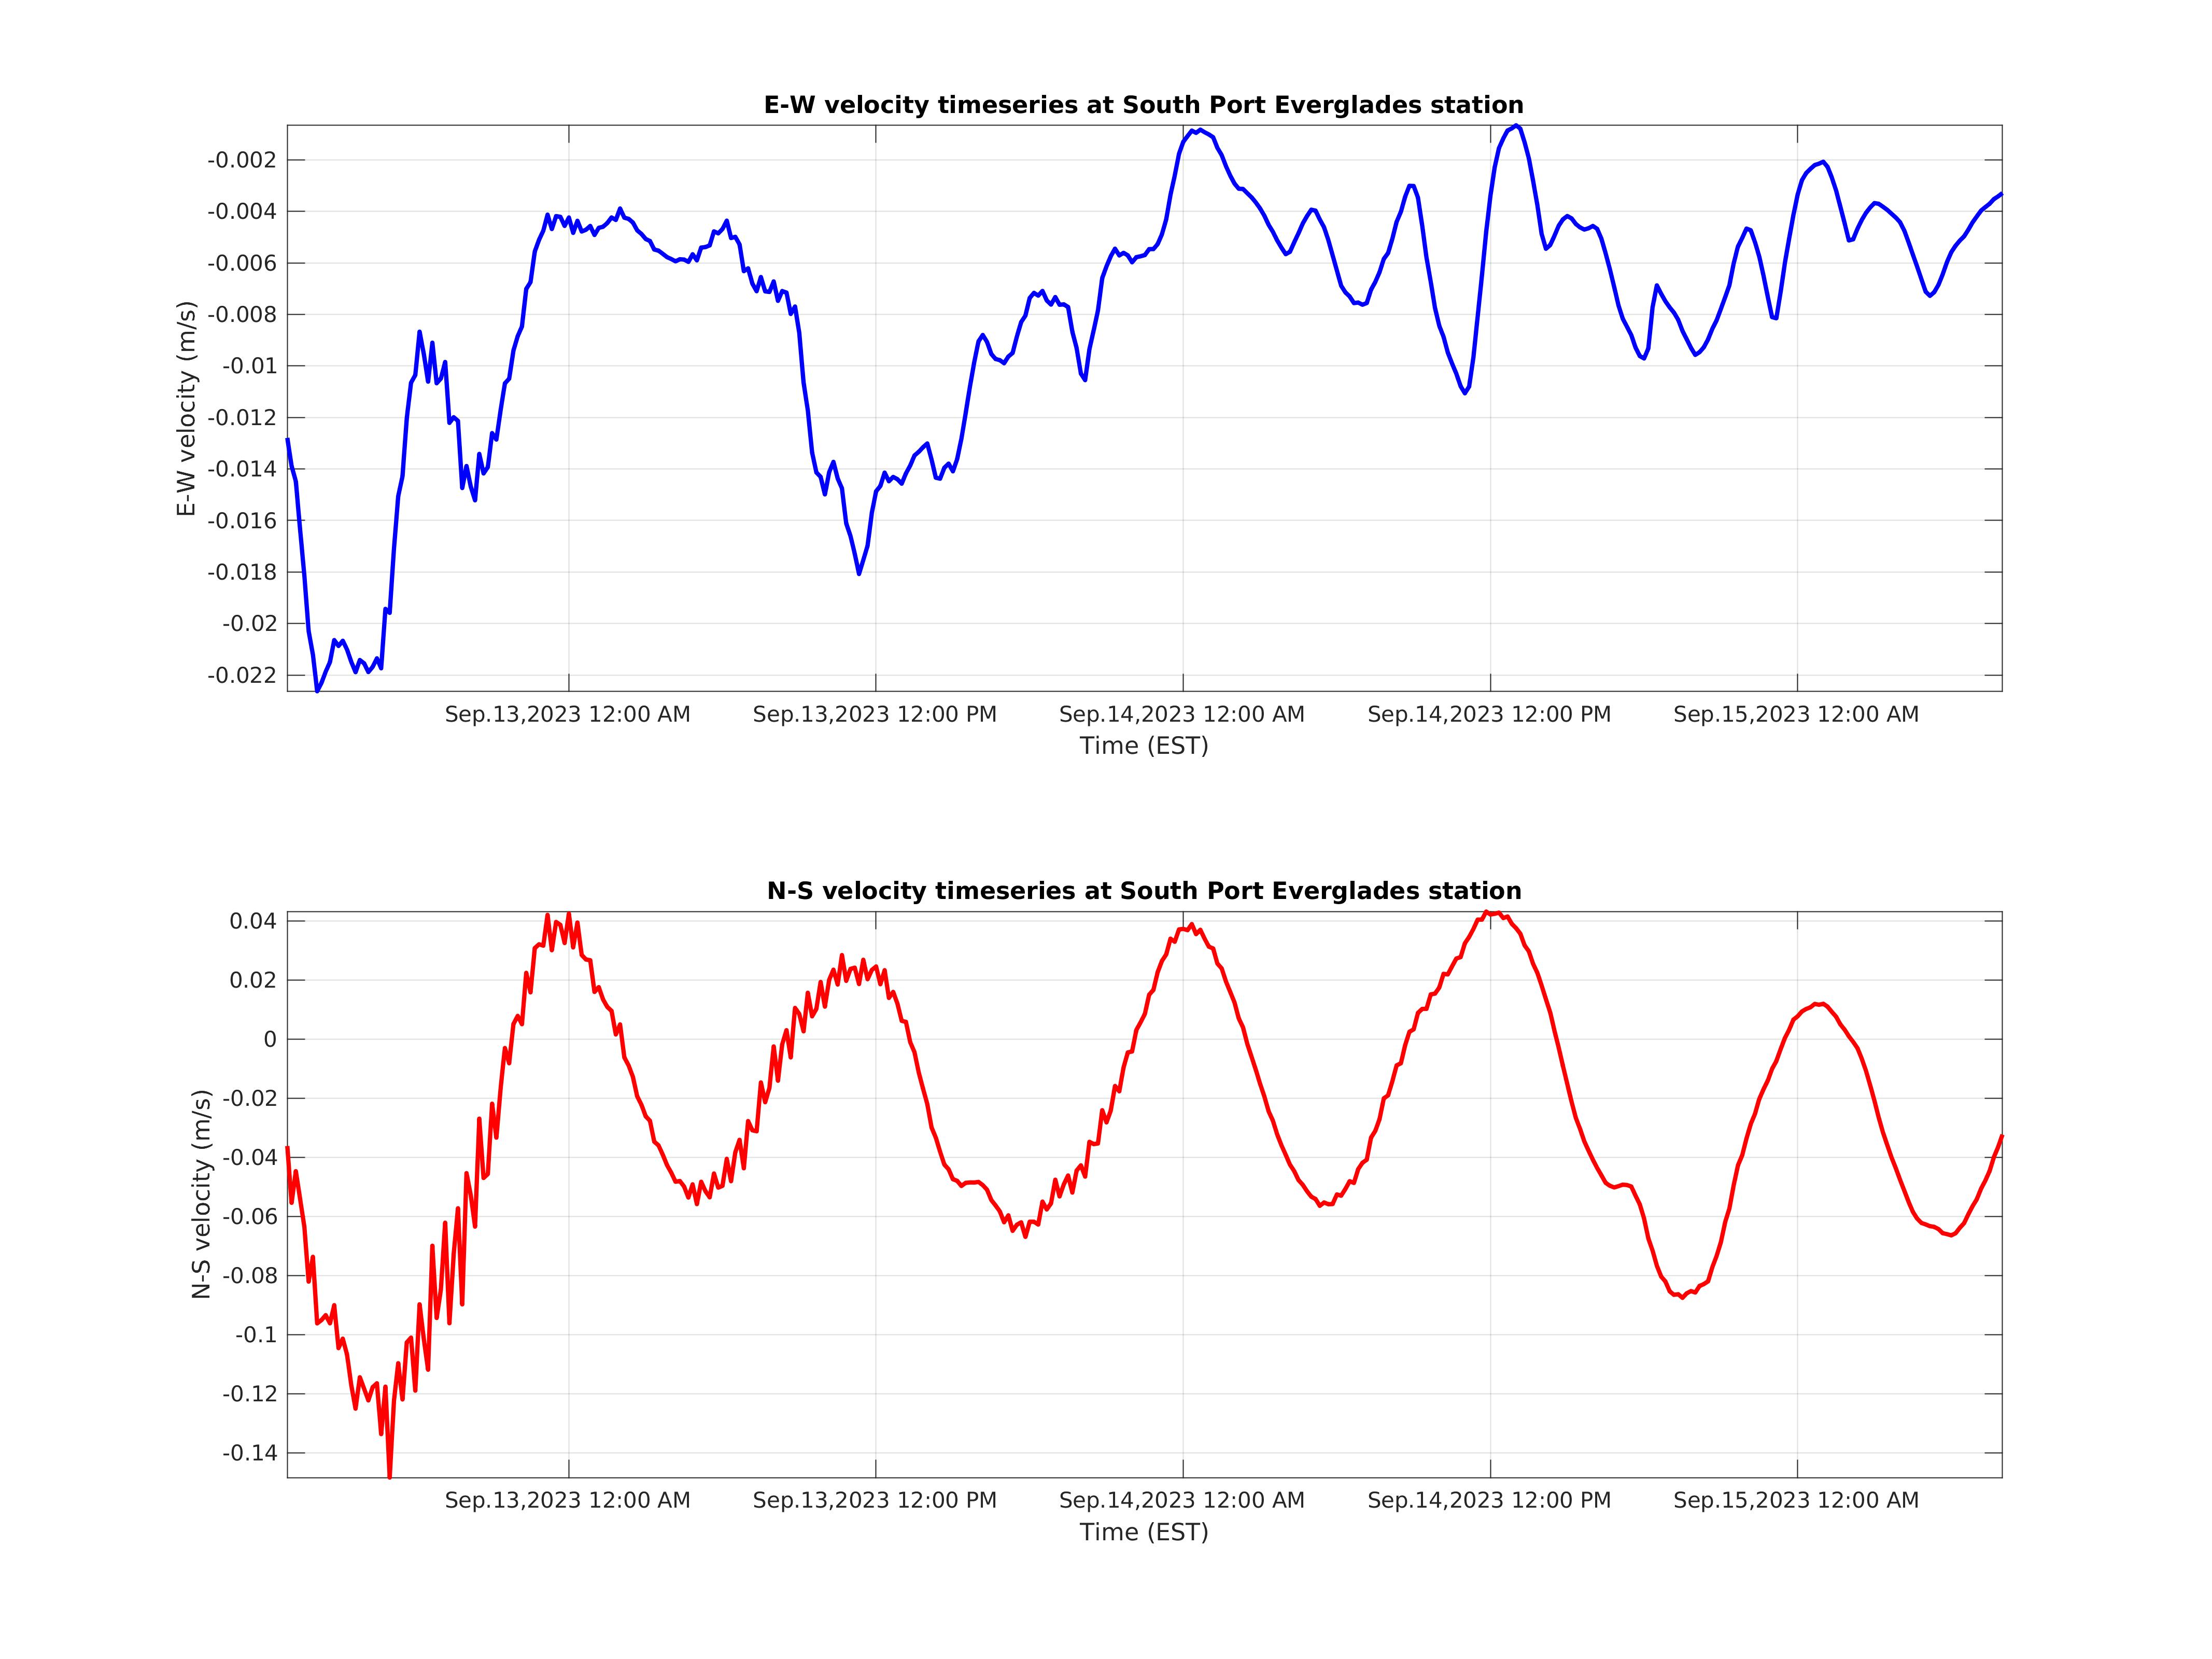 E-W velocity timeseries at South Port Everglades station
-0.002
-0.004
-0.006
-0.008
-0.01
-0.012
-0.014
-0.016
-0.018
-0.02
-0.022
E-W velocity (m/s)
Sep.13,2023 12:00 AM
Sep.13,2023 12:00 PM
Sep.14,2023 12:00 AM
Sep.14,2023 12:00 PM
Sep.15,2023 12:00 AM
Time (EST)
N-S velocity timeseries at South Port Everglades station
0.04
0.02
0
-0.02
-0.04
-0.06
-0.08
-0.1
-0.12
-0.14
N-S velocity (m/s)
Sep.13,2023 12:00 AM
Sep.13,2023 12:00 PM
Sep.14,2023 12:00 AM
Sep.14,2023 12:00 PM
Sep.15,2023 12:00 AM
Time (EST)